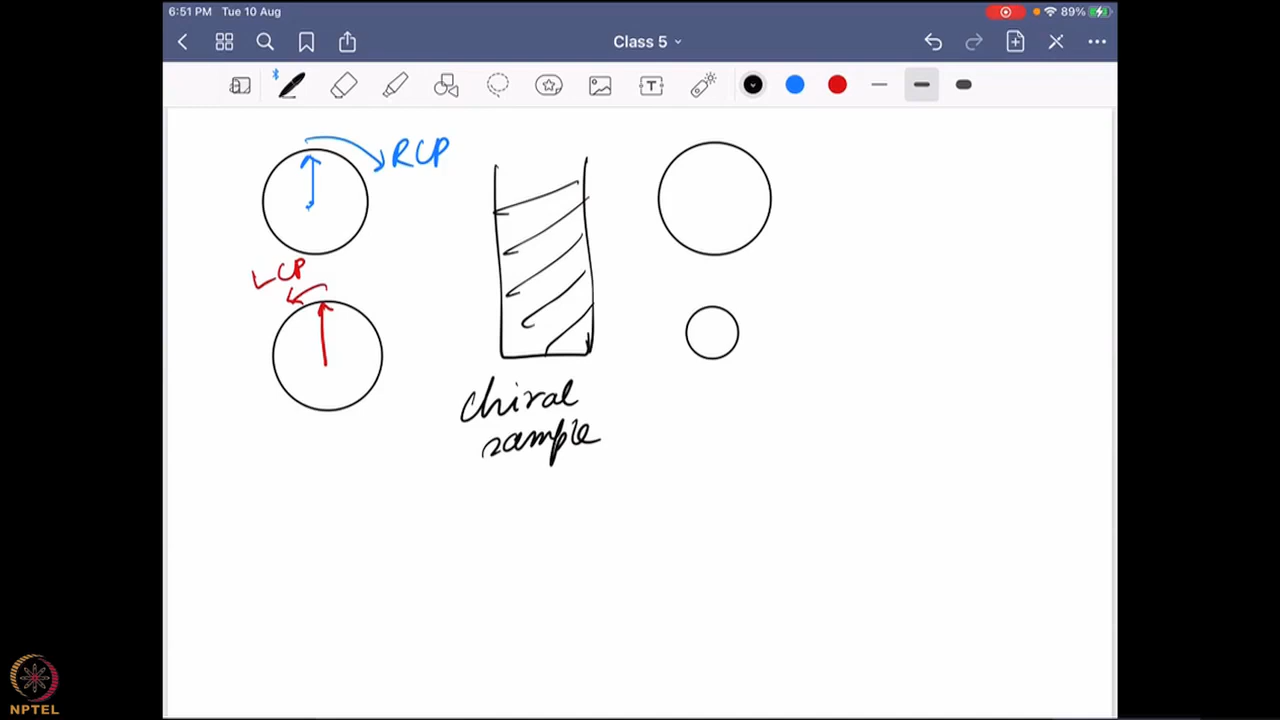 6:51 PM Tue 10 Aug
89%
Class 5
T
RCP
LCP
chiral
sample
NPTEL